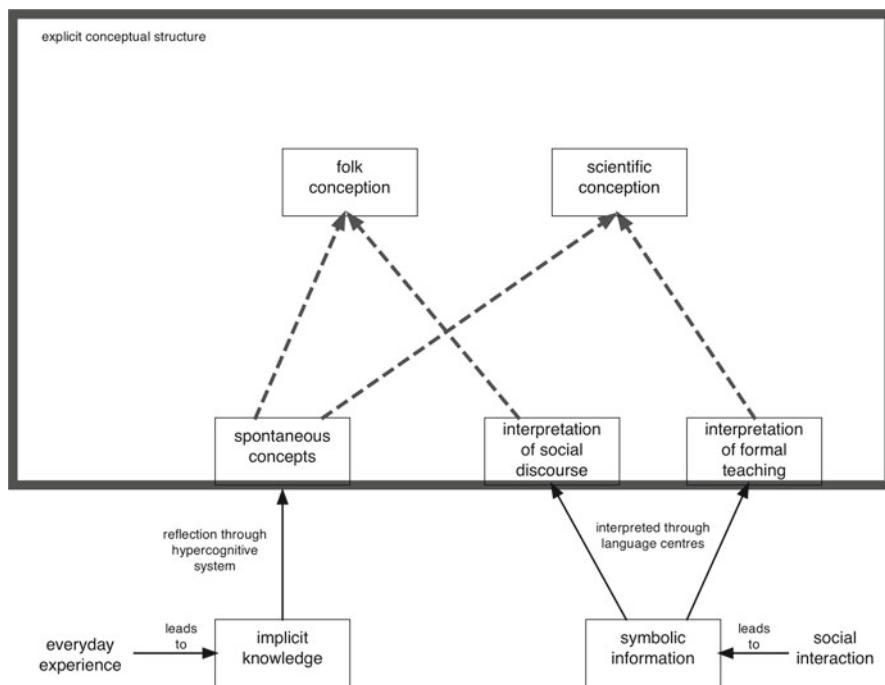 explicit conceptual structure
folk
conception
scientific
conception
spontaneous
concepts
interpretation
of social
discourse
interpretation
of formal
teaching
reflection through
hypercognitive
system
interpreted through
language centres
everyday
experience
leads
to
implicit
knowledge
symbolic
information
leads
to
social
interaction